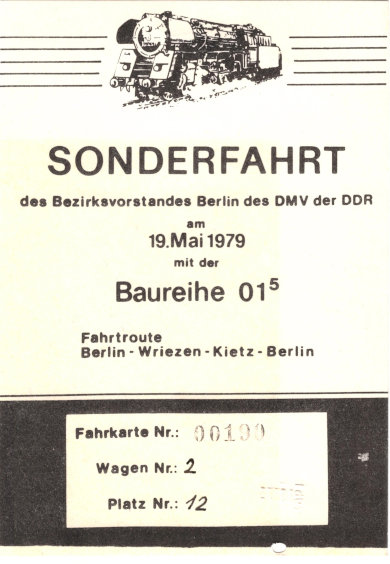 SONDERFAHRT
des Bezirksvorstandes Berlin des DMV der DDR
am
19.Mai 1979
mit der
Baureihe 01⁵
Fahrtroute
Berlin - Wriezen - Kietz - Berlin
Fahrkarte Nr.: 00190
Wagen Nr.: 2
Platz Nr.: 12